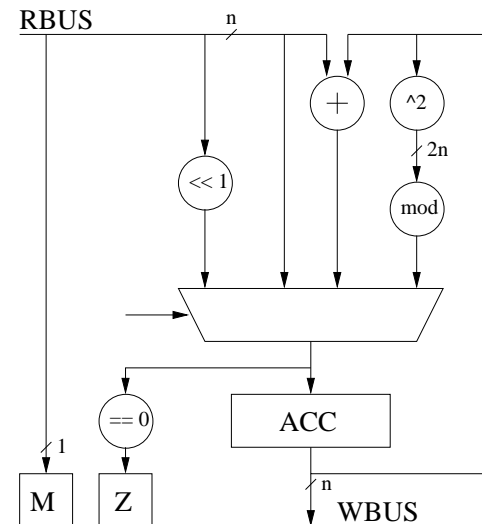 RBUS
n
+
^2
2n
<< 1
mod
== 0
ACC
1
M
Z
n
WBUS